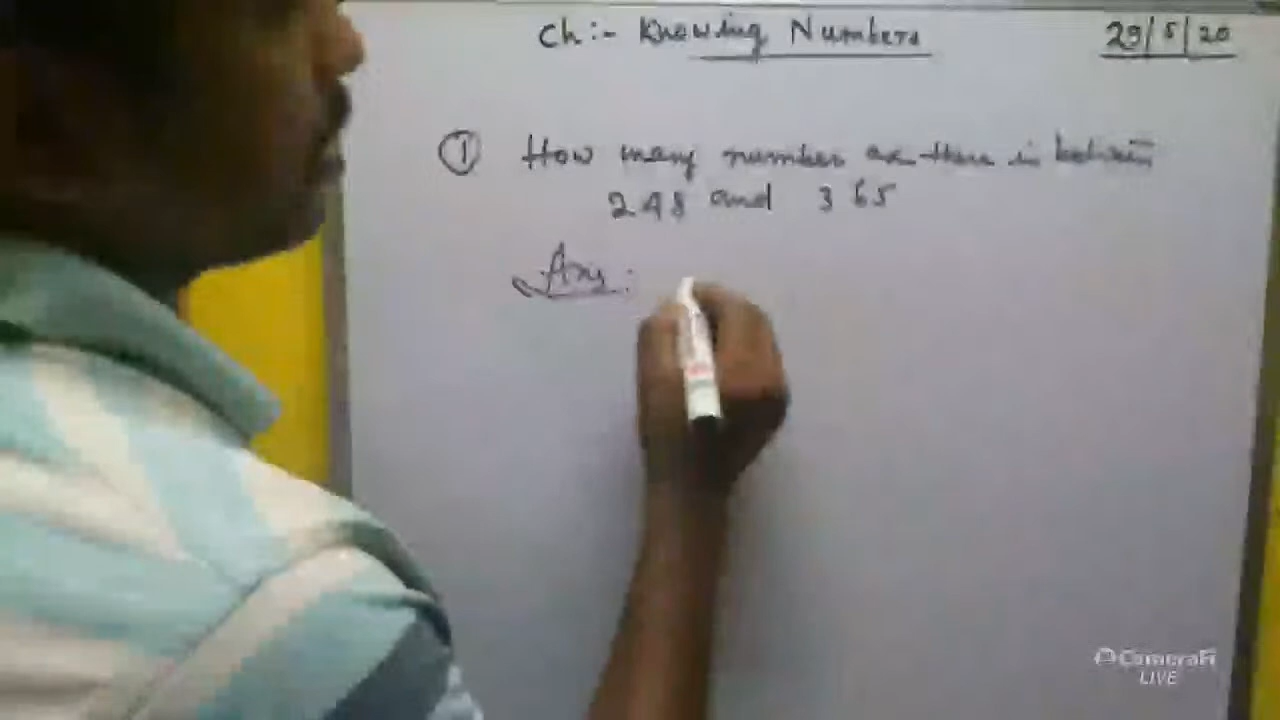 Ch:- Knowing Numbers 29/5/20
① How many number are there in between
248 and 365
Ans:
CameraFi
LIVE